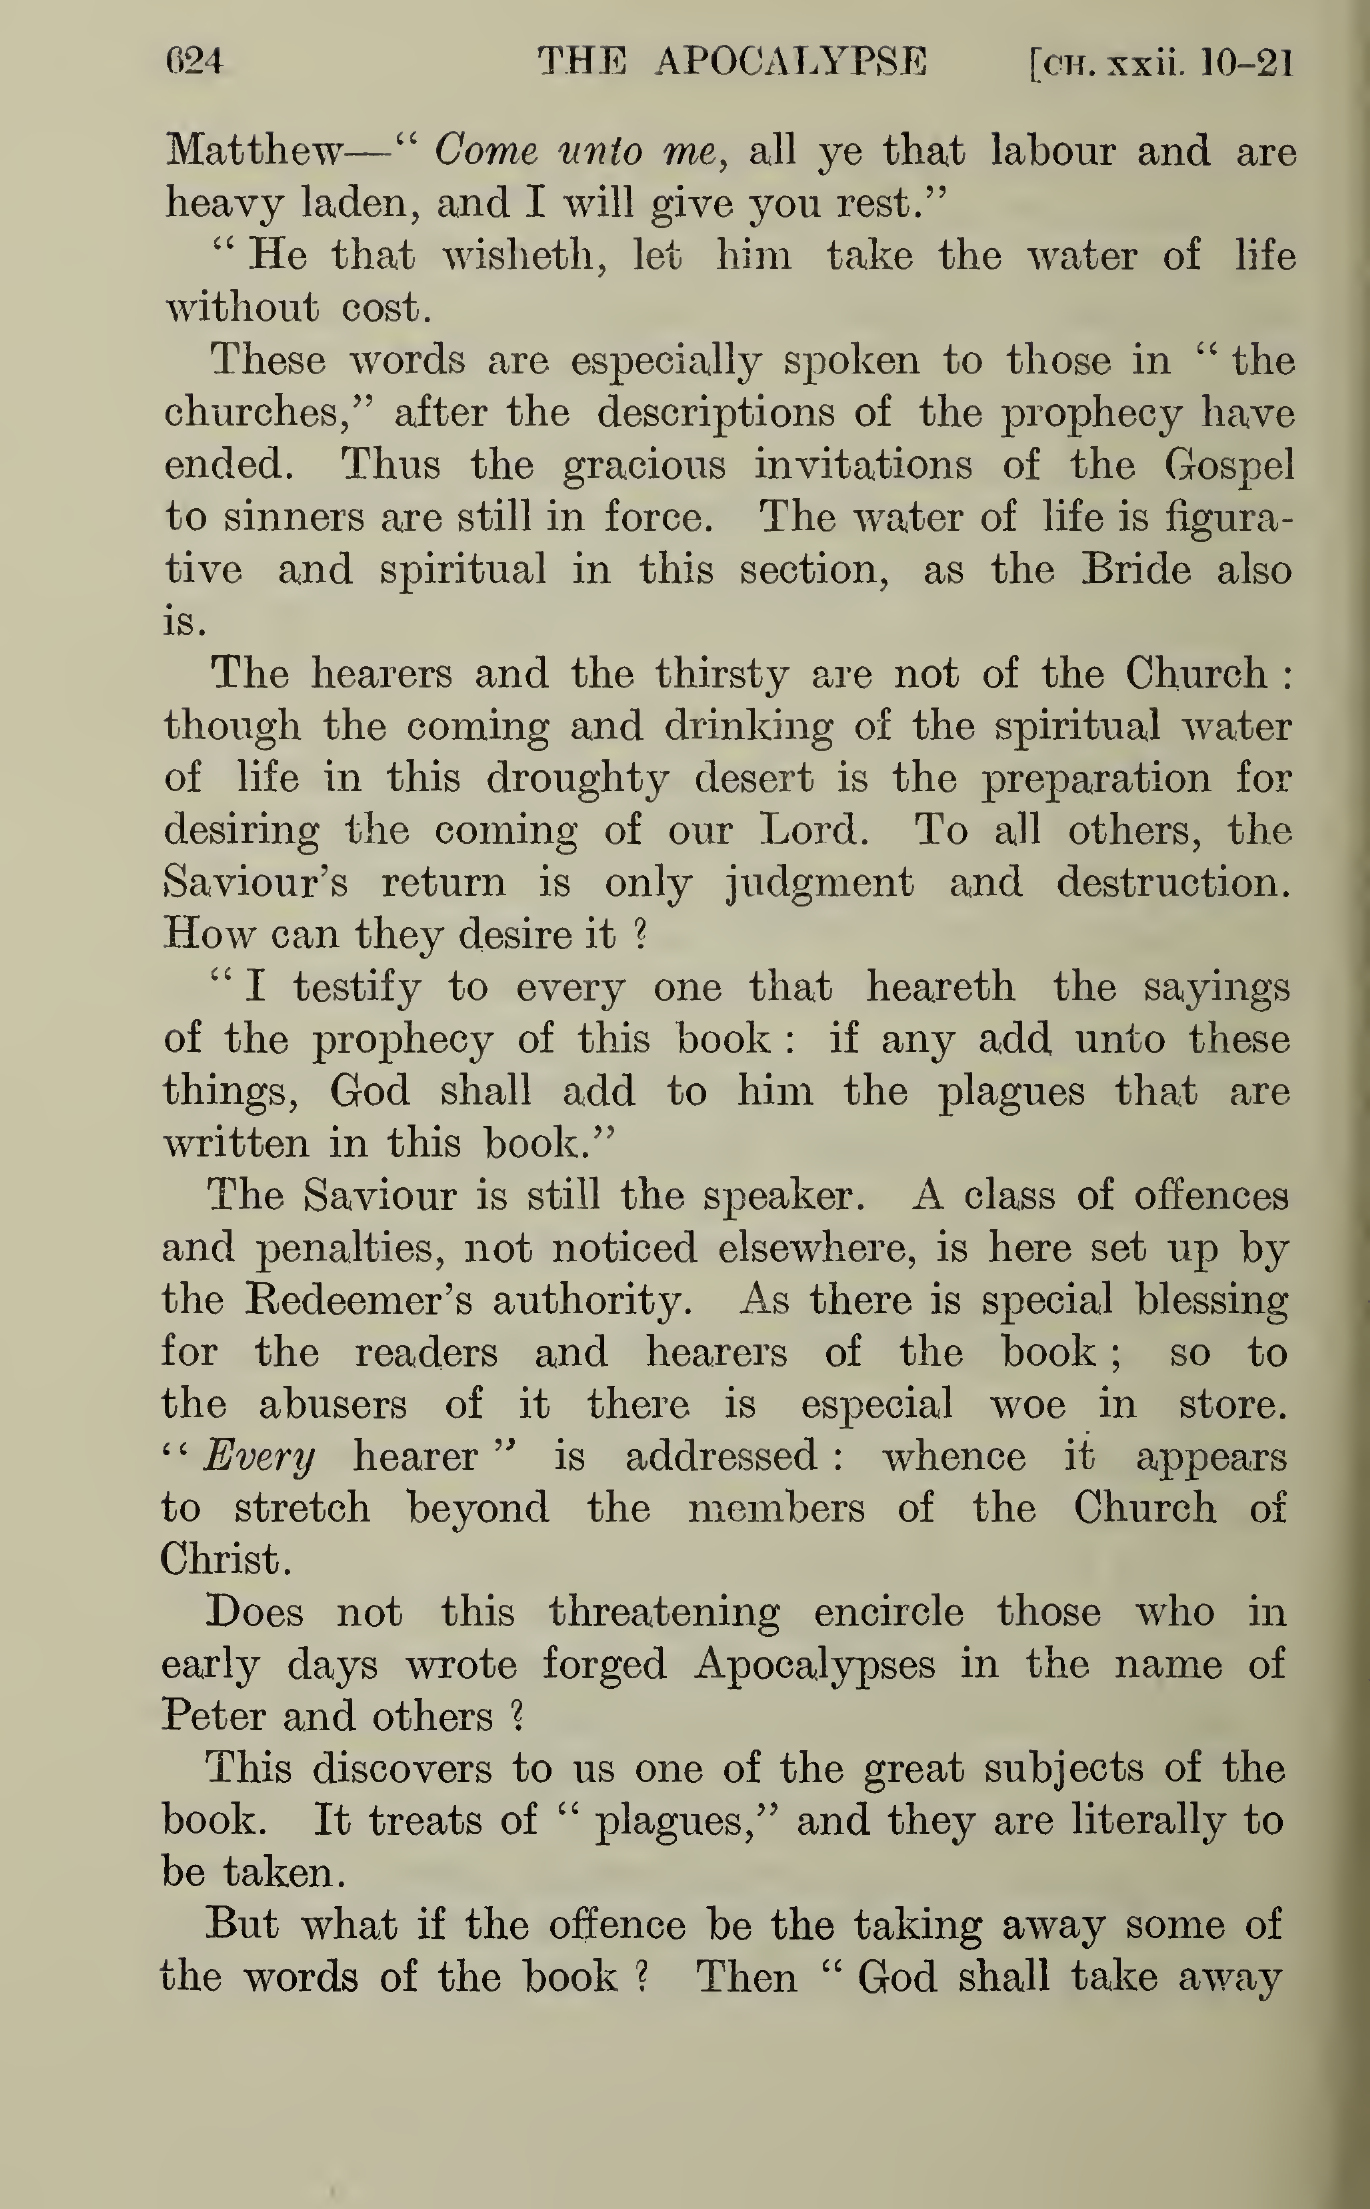 624 THE APOCALYPSE [CH. xxii. 10–21
Matthew—“ Come unto me, all ye that labour and are
heavy laden, and I will give you rest.”
“ He that wisheth, let him take the water of life
without cost.
These words are especially spoken to those in “ the
churches,” after the descriptions of the prophecy have
ended. Thus the gracious invitations of the Gospel
to sinners are still in force. The water of life is figura-
tive and spiritual in this section, as the Bride also
is.
The hearers and the thirsty are not of the Church :
though the coming and drinking of the spiritual water
of life in this droughty desert is the preparation for
desiring the coming of our Lord. To all others, the
Saviour’s return is only judgment and destruction.
How can they desire it ?
“ I testify to every one that heareth the sayings
of the prophecy of this book : if any add unto these
things, God shall add to him the plagues that are
written in this book.”
The Saviour is still the speaker. A class of offences
and penalties, not noticed elsewhere, is here set up by
the Redeemer’s authority. As there is special blessing
for the readers and hearers of the book ; so to
the abusers of it there is especial woe in store.
“ Every hearer ” is addressed : whence it appears
to stretch beyond the members of the Church of
Christ.
Does not this threatening encircle those who in
early days wrote forged Apocalypses in the name of
Peter and others ?
This discovers to us one of the great subjects of the
book. It treats of “ plagues,” and they are literally to
be taken.
But what if the offence be the taking away some of
the words of the book ? Then “ God shall take away